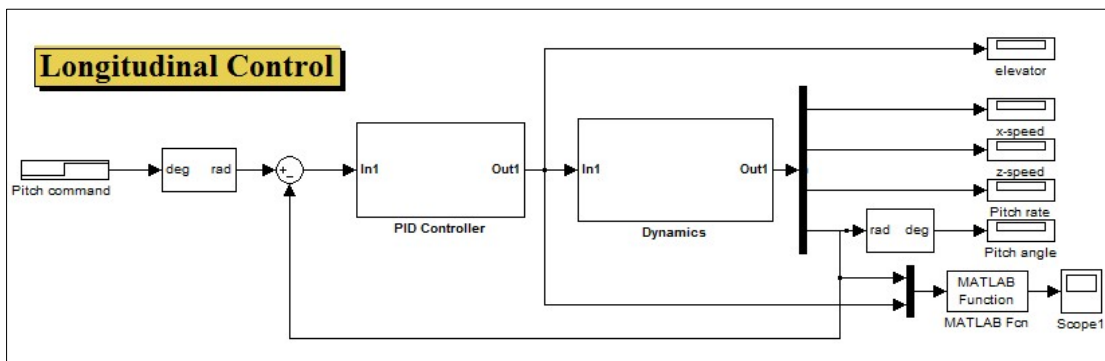 Longitudinal Control
elevator
x-speed
z-speed
Pitch rate
Pitch angle
Pitch command
deg rad
+
−
In1 Out1
PID Controller
In1 Out1
Dynamics
rad deg
MATLAB
Function
MATLAB Fcn
Scope1